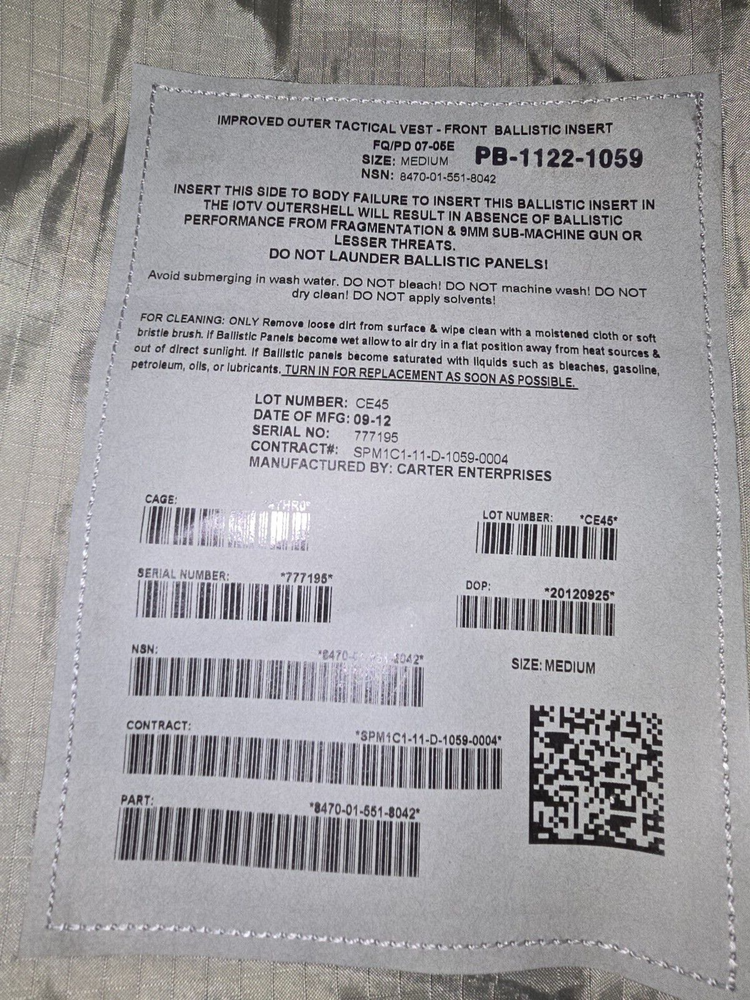 IMPROVED OUTER TACTICAL VEST - FRONT BALLISTIC INSERT
FQ/PD 07-05E
SIZE: MEDIUM PB-1122-1059
NSN: 8470-01-551-8042
INSERT THIS SIDE TO BODY FAILURE TO INSERT THIS BALLISTIC INSERT IN
THE IOTV OUTERSHELL WILL RESULT IN ABSENCE OF BALLISTIC
PERFORMANCE FROM FRAGMENTATION & 9MM SUB-MACHINE GUN OR
LESSER THREATS.
DO NOT LAUNDER BALLISTIC PANELS!
Avoid submerging in wash water. DO NOT bleach! DO NOT machine wash! DO NOT
dry clean! DO NOT apply solvents!
FOR CLEANING: ONLY Remove loose dirt from surface & wipe clean with a moistened cloth or soft
bristle brush. If Ballistic Panels become wet allow to air dry in a flat position away from heat sources &
out of direct sunlight. If Ballistic panels become saturated with liquids such as bleaches, gasoline,
petroleum, oils, or lubricants. TURN IN FOR REPLACEMENT AS SOON AS POSSIBLE.
LOT NUMBER: CE45
DATE OF MFG: 09-12
SERIAL NO: 777195
CONTRACT#: SPM1C1-11-D-1059-0004
MANUFACTURED BY: CARTER ENTERPRISES
CAGE:
LOT NUMBER: *CE45*
SERIAL NUMBER: *777195*
DOP: *20120925*
NSN:
SIZE: MEDIUM
CONTRACT: *SPM1C1-11-D-1059-0004*
PART: *8470-01-551-8042*